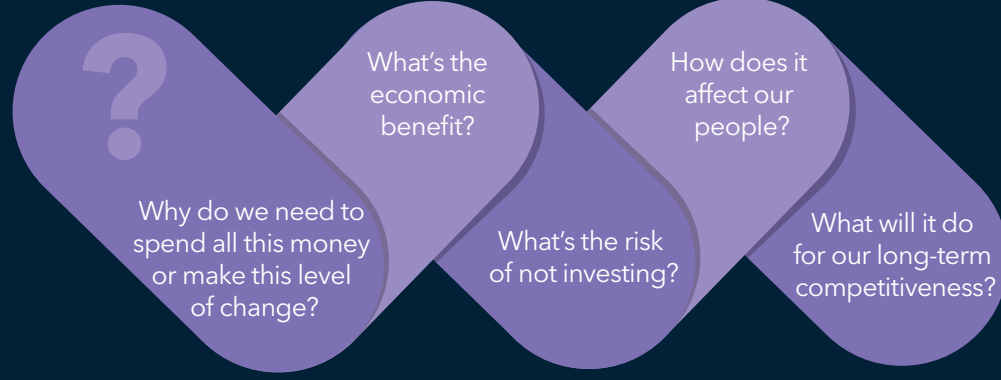 ?
Why do we need to
spend all this money
or make this level
of change?
What’s the
economic
benefit?
What’s the risk
of not investing?
How does it
affect our
people?
What will it do
for our long-term
competitiveness?